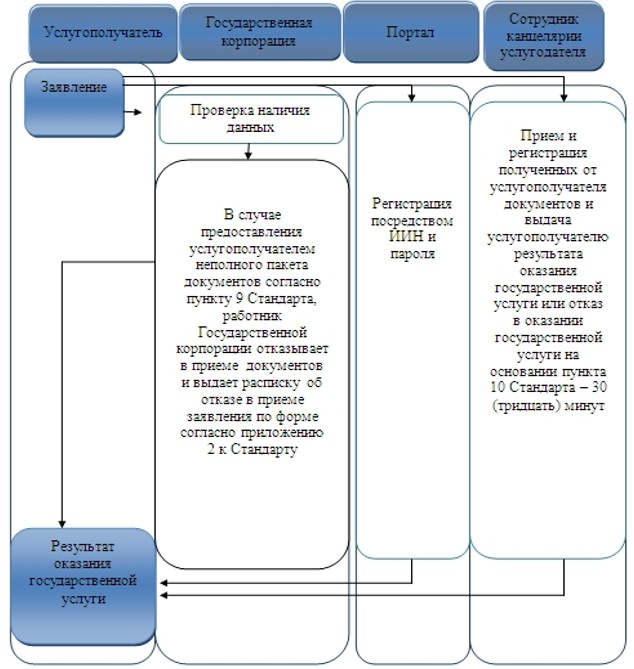 Услугополучатель
Государственная
корпорация
Портал
Сотрудник
канцелярии
услугодателя
Заявление
Проверка наличия
данных
В случае
предоставления
услугополучателем
неполного пакета
документов согласно
пункту 9 Стандарта,
работник
Государственной
корпорации отказывает
в приеме документов
и выдает расписку об
отказе в приеме
заявления по форме
согласно приложению
2 к Стандарту
Регистрация
посредством
ИИН и
пароля
Прием и
регистрация
полученных от
услугополучателя
документов и
выдача
услугополучателю
результата
оказания
государственной
услуги или отказ
в оказании
государственной
услуги на
основании пункта
10 Стандарта – 30
(тридцать) минут
Результат
оказания
государственной
услуги